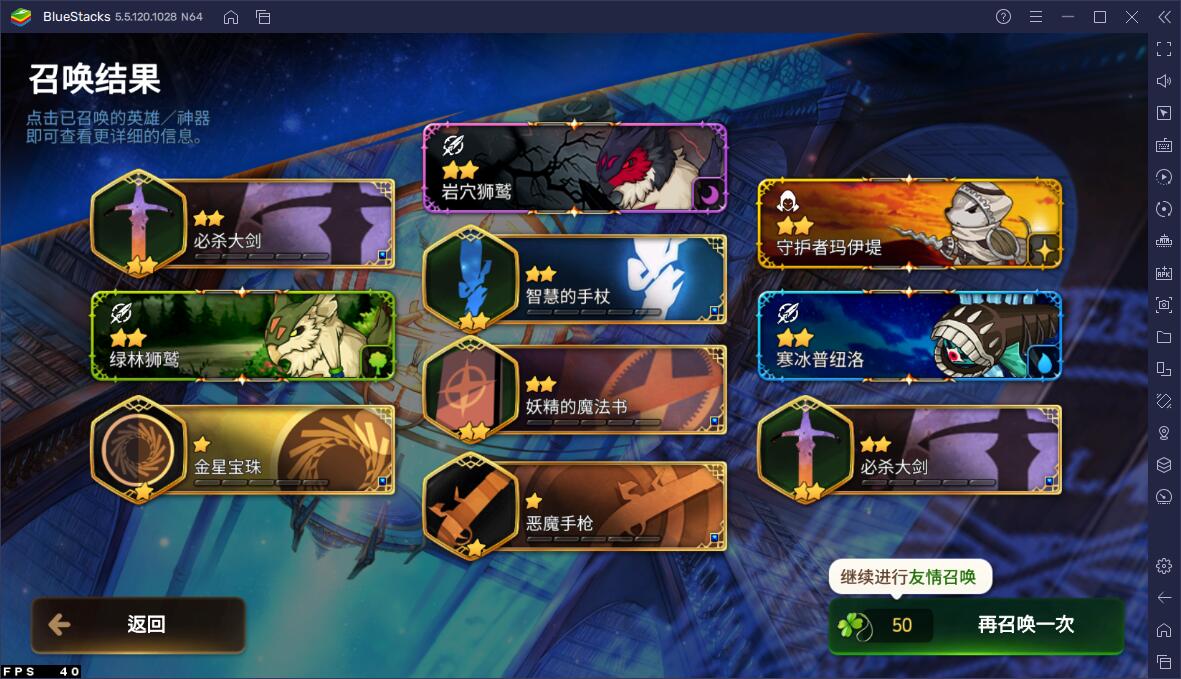 BlueStacks 5.5.120.1028 N64
召唤结果
点击已召唤的英雄／神器
即可查看更详细的信息。
必杀大剑
绿林狮鹫
金星宝珠
岩穴狮鹫
智慧的手杖
妖精的魔法书
恶魔手枪
守护者玛伊堤
寒冰普纽洛
必杀大剑
继续进行友情召唤
返回
50
再召唤一次
FPS 40
APK